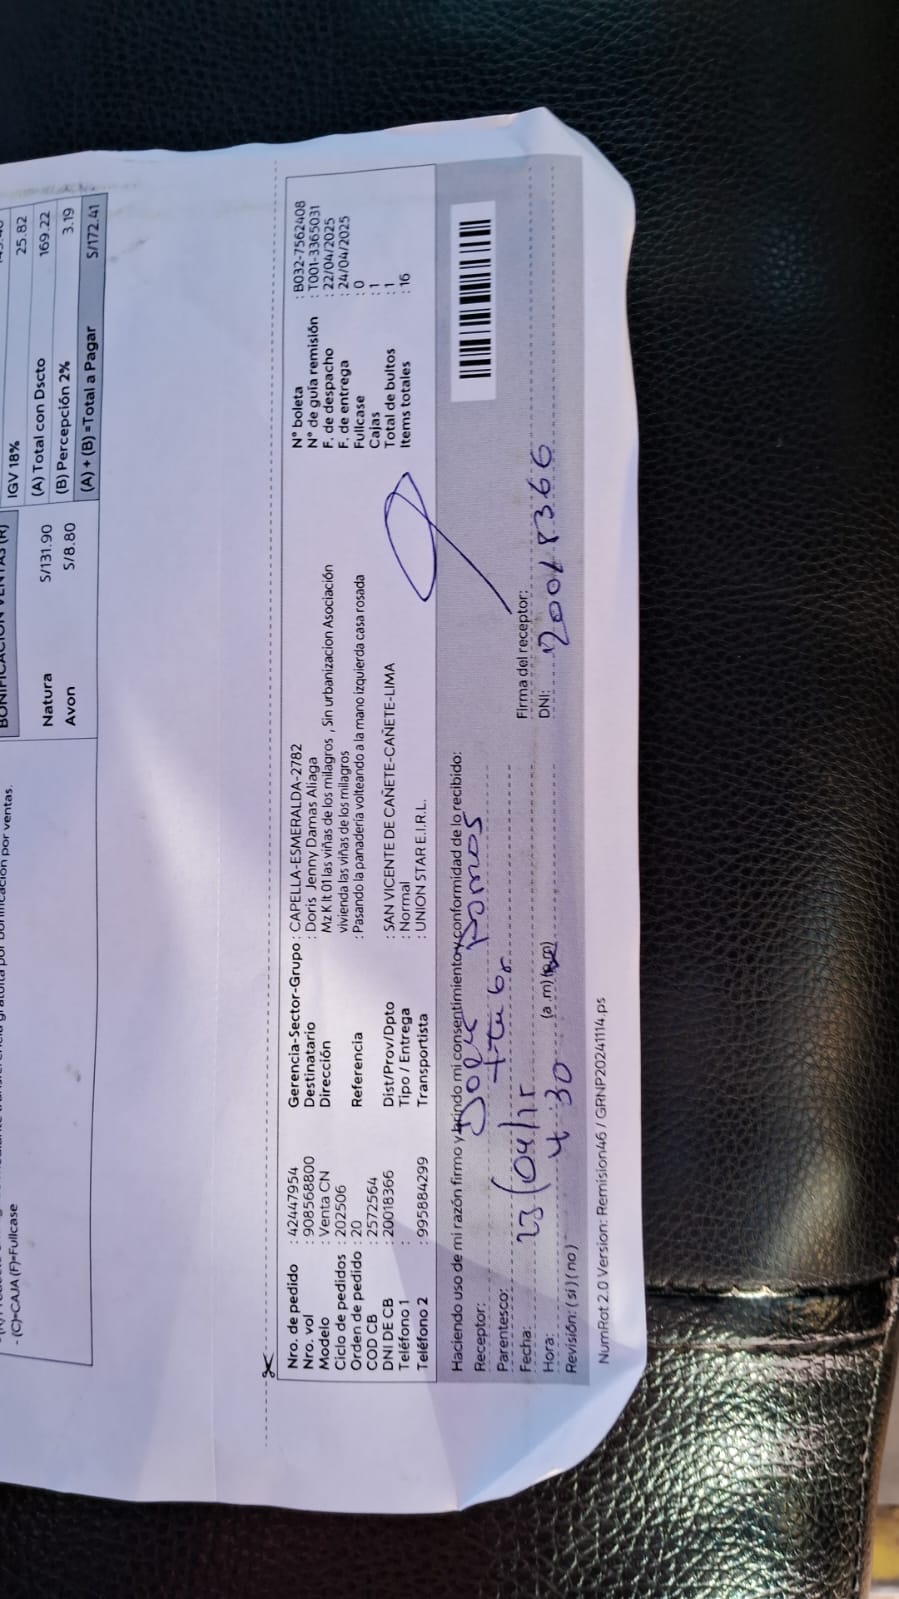 - (C)=CAJA (F)=Fullcase
IGV 18% 25.82
(A) Total con Dscto 169.22
(B) Percepción 2% 3.19
(A) + (B) =Total a Pagar S/172.41
Natura S/131.90
Avon S/8.80
Nro. de pedido : 42447954
Nro. vol : 908568800
Modelo : Venta CN
Ciclo de pedidos : 202506
Orden de pedido : 20
COD CB : 2572564
DNI DE CB : 20018366
Teléfono 1 :
Teléfono 2 : 995884299
Gerencia-Sector-Grupo : CAPELLA-ESMERALDA-2782
Destinatario : Doris Jenny Damas Aliaga
Dirección Mz K lt 01 las viñas de los milagros , Sin urbanizacion Asociación
vivienda las viñas de los milagros
Referencia : Pasando la panadería volteando a la mano izquierda casa rosada
Dist/Prov/Dpto : SAN VICENTE DE CAÑETE-CAÑETE-LIMA
Tipo / Entrega : Normal
Transportista : UNION STAR E.I.R.L.
N° boleta : B032-7562408
N° de guía remisión : T001-3365031
F. de despacho : 22/04/2025
F. de entrega : 24/04/2025
Fullcase : 0
Cajas : 1
Total de bultos : 1
Items totales : 16
Haciendo uso de mi razón firmo y brindo mi consentimiento y conformidad de lo recibido:
Receptor:
Parentesco:
Fecha: 23/04/
Hora: 4 30 (a.m)
Firma del receptor:
DNI:
Revisión: ( si ) ( no )
NumRot 2.0 Version: Remision46 / GRNP20241114.ps